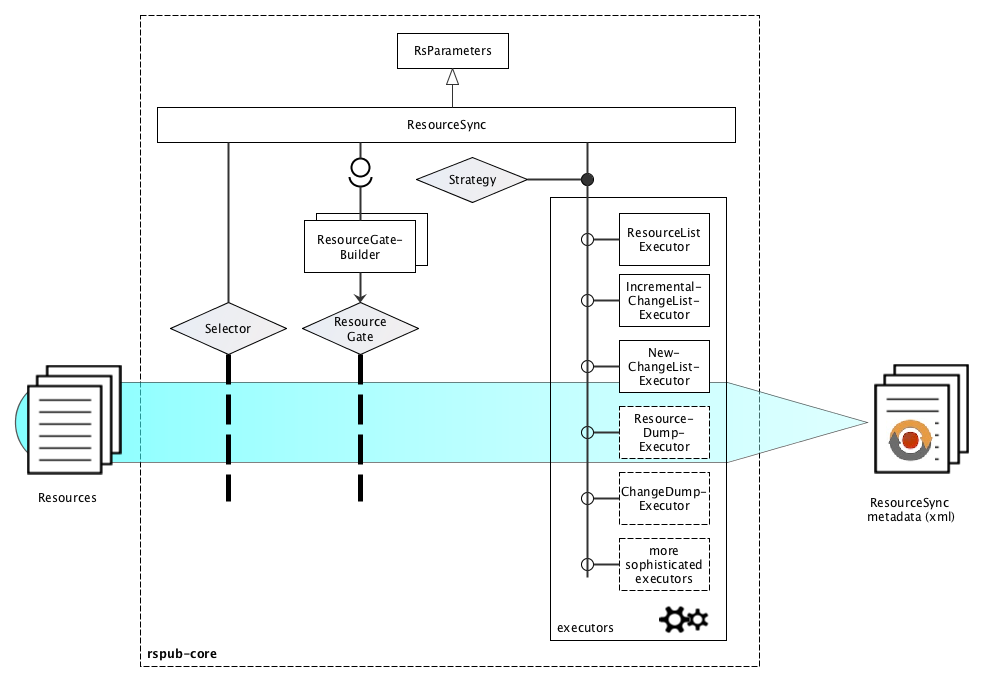 RsParameters
ResourceSync
Strategy
ResourceGate-
Builder
ResourceList
Executor
Incremental-
ChangeList-
Executor
Selector
Resource
Gate
New-
ChangeList-
Executor
Resource-
Dump-
Executor
ChangeDump-
Executor
more
sophisticated
executors
executors
rspub-core
Resources
ResourceSync
metadata (xml)